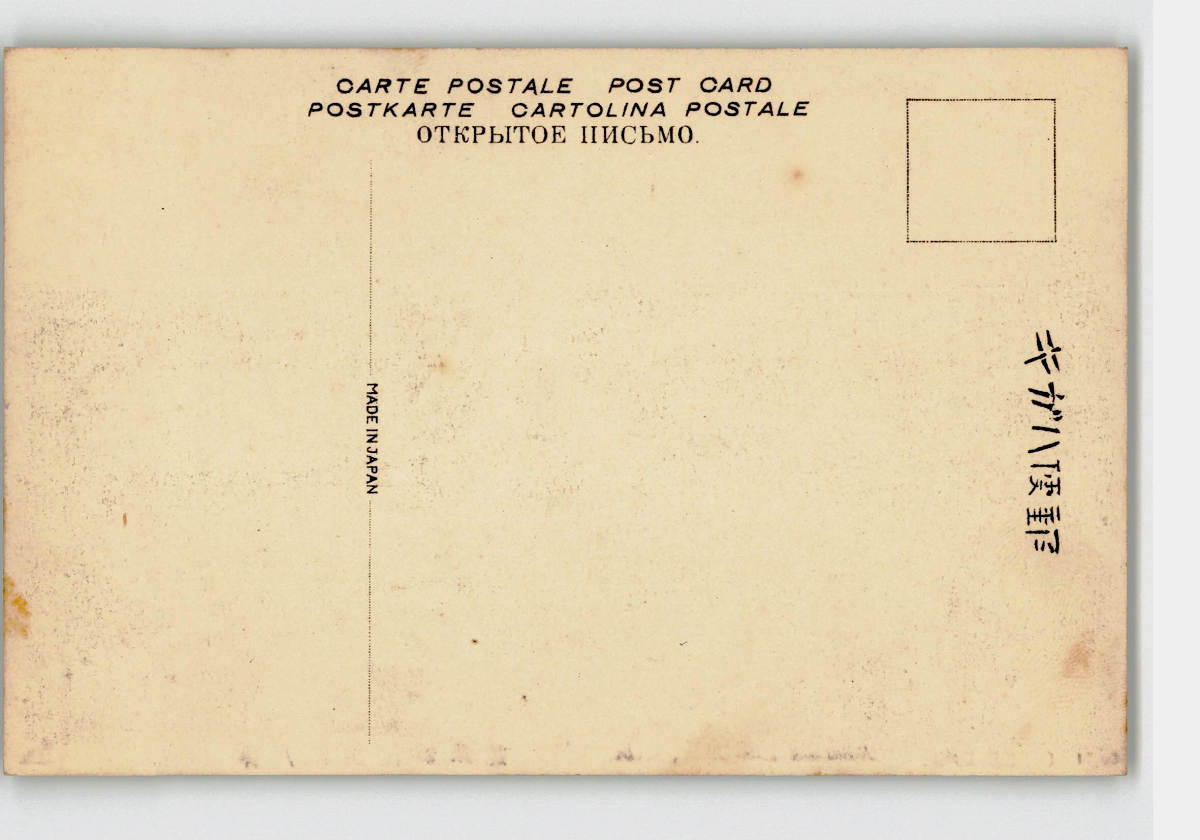 CARTE POSTALE POST CARD
POSTKARTE CARTOLINA POSTALE
ОТКРЫТОЕ ПИСЬМО.
MADE IN JAPAN
郵便ハガキ